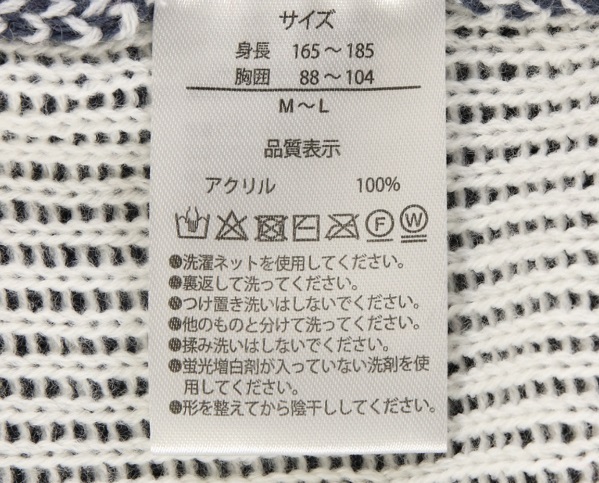 サイズ
身長 165～185
胸囲 88～104
M～L
品質表示
アクリル 100%
F W
●洗濯ネットを使用してください。
●裏返して洗ってください。
●つけ置き洗いはしないでください。
●他のものと分けて洗ってください。
●揉み洗いはしないでください。
●蛍光増白剤が入っていない洗剤を使
用してください。
●形を整えてから陰干ししてください。